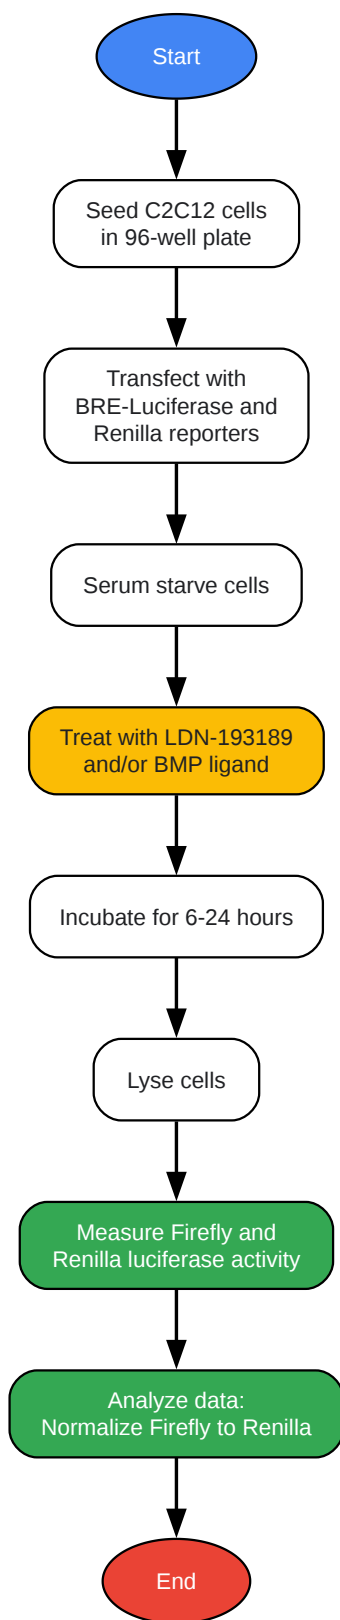 Start
Seed C2C12 cells
in 96-well plate
Transfect with
BRE-Luciferase and
Renilla reporters
Serum starve cells
Treat with LDN-193189
and/or BMP ligand
Incubate for 6-24 hours
Lyse cells
Measure Firefly and
Renilla luciferase activity
Analyze data:
Normalize Firefly to Renilla
End